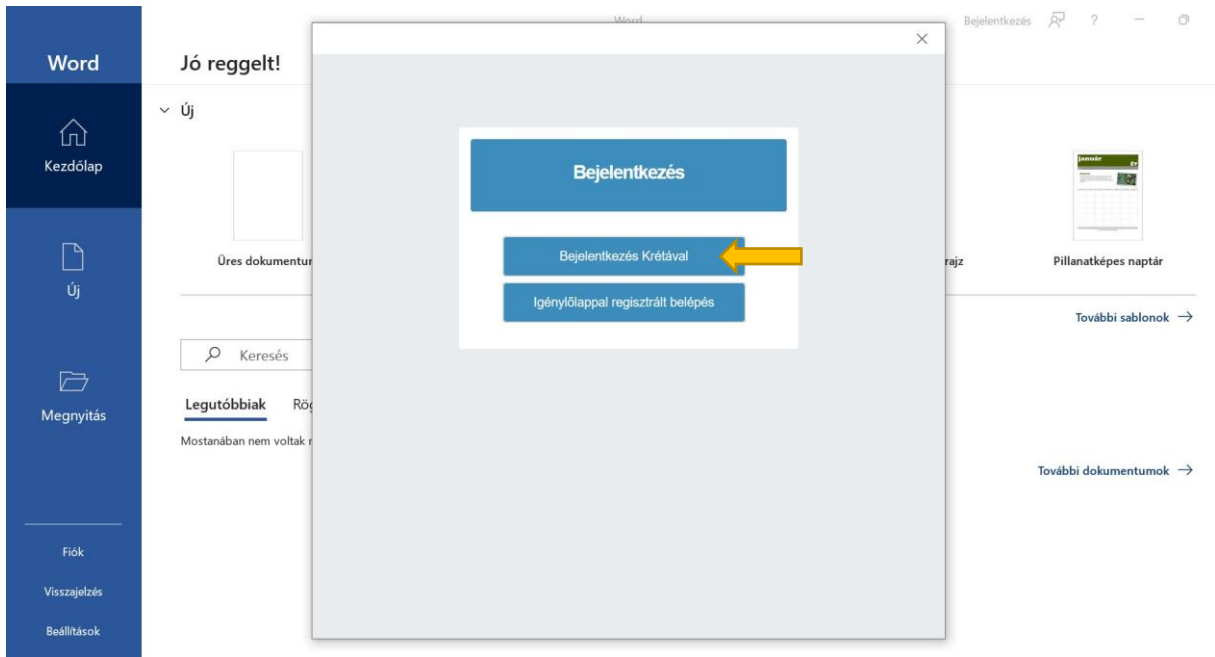 Word
Bejelentkezés
?
Word
Jó reggelt!
Új
Kezdőlap
január
Üres dokumentum
rajz
Pillanatképes naptár
Új
További sablonok
Keresés
Legutóbbiak
Mostanában nem voltak
Megnyitás
További dokumentumok
Fiók
Visszajelzés
Beállítások
Bejelentkezés
Bejelentkezés Krétával
Igénylőlappal regisztrált belépés